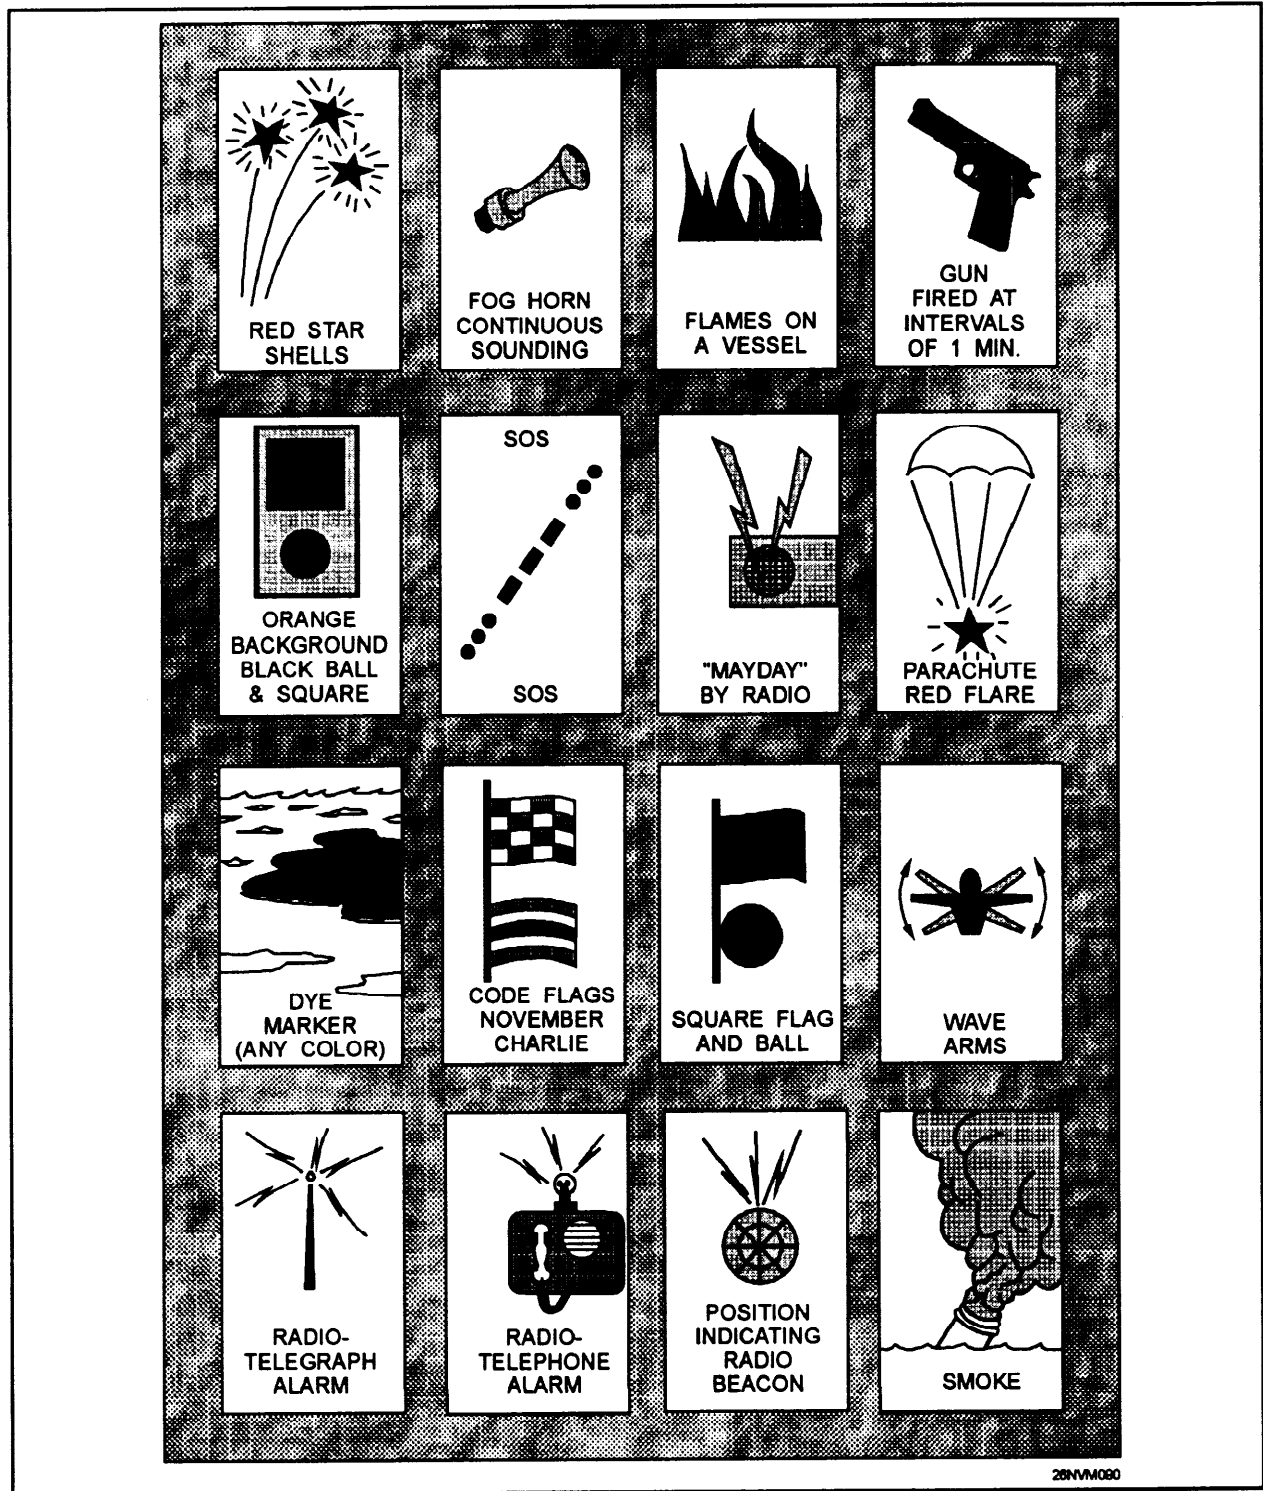 RED STAR
SHELLS
FOG HORN
CONTINUOUS
SOUNDING
FLAMES ON
A VESSEL
GUN
FIRED AT
INTERVALS
OF 1 MIN.
ORANGE
BACKGROUND
BLACK BALL
& SQUARE
SOS
SOS
"MAYDAY"
BY RADIO
PARACHUTE
RED FLARE
DYE
MARKER
(ANY COLOR)
CODE FLAGS
NOVEMBER
CHARLIE
SQUARE FLAG
AND BALL
WAVE
ARMS
RADIO-
TELEGRAPH
ALARM
RADIO-
TELEPHONE
ALARM
POSITION
INDICATING
RADIO
BEACON
SMOKE
26NVM090